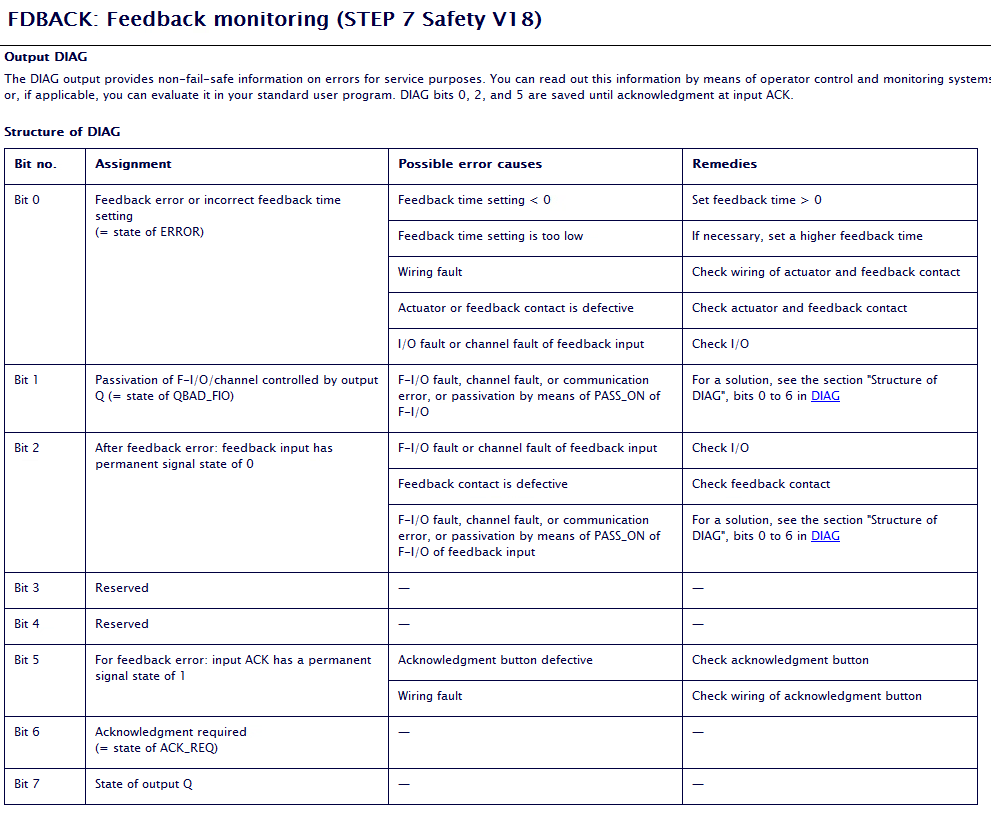 FDBACK: Feedback monitoring (STEP 7 Safety V18)
Output DIAG
The DIAG output provides non-fail-safe information on errors for service purposes. You can read out this information by means of operator control and monitoring systems
or, if applicable, you can evaluate it in your standard user program. DIAG bits 0, 2, and 5 are saved until acknowledgment at input ACK.
Structure of DIAG
Bit no. Assignment Possible error causes Remedies
Bit 0 Feedback error or incorrect feedback time
setting
(= state of ERROR)
Feedback time setting < 0 Set feedback time > 0
Feedback time setting is too low If necessary, set a higher feedback time
Wiring fault Check wiring of actuator and feedback contact
Actuator or feedback contact is defective Check actuator and feedback contact
I/O fault or channel fault of feedback input Check I/O
Bit 1 Passivation of F-I/O/channel controlled by output
Q (= state of QBAD_FIO)
F-I/O fault, channel fault, or communication
error, or passivation by means of PASS_ON of
F-I/O
For a solution, see the section "Structure of
DIAG", bits 0 to 6 in DIAG
Bit 2 After feedback error: feedback input has
permanent signal state of 0
F-I/O fault or channel fault of feedback input Check I/O
Feedback contact is defective Check feedback contact
F-I/O fault, channel fault, or communication
error, or passivation by means of PASS_ON of
F-I/O of feedback input
For a solution, see the section "Structure of
DIAG", bits 0 to 6 in DIAG
Bit 3 Reserved — —
Bit 4 Reserved — —
Bit 5 For feedback error: input ACK has a permanent
signal state of 1
Acknowledgment button defective Check acknowledgment button
Wiring fault Check wiring of acknowledgment button
Bit 6 Acknowledgment required
(= state of ACK_REQ)
— —
Bit 7 State of output Q — —